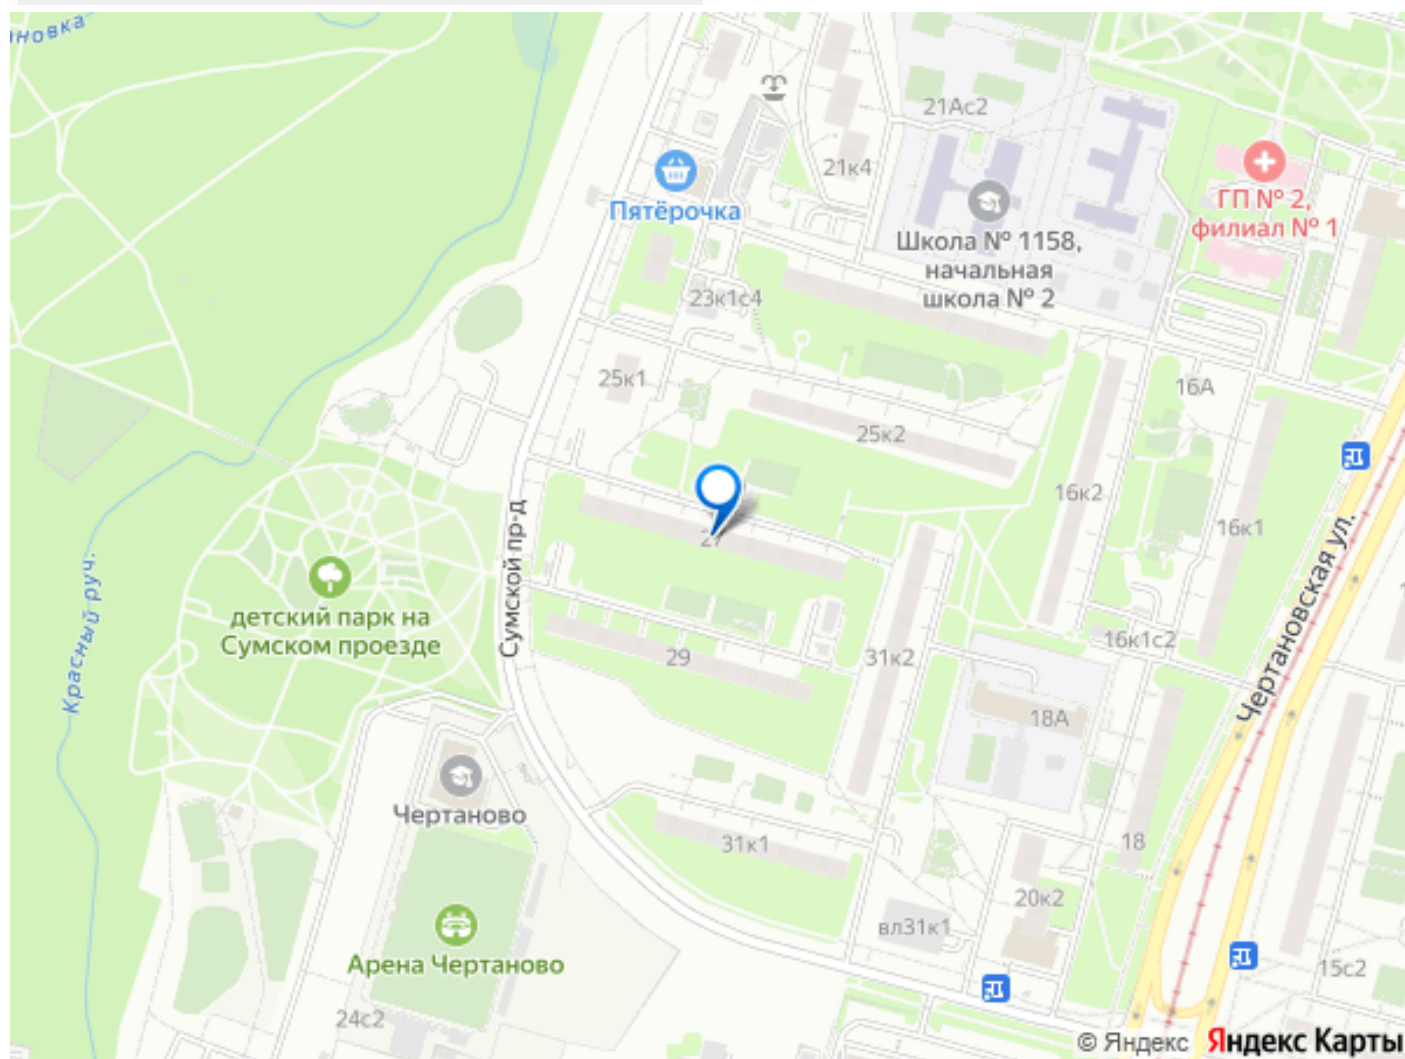 новка
21Ас2
21к4
Пятёрочка
ГП № 2,
филиал № 1
Школа № 1158,
начальная
школа № 2
23к1с4
25к1
16А
25к2
16к2
16к1
27
Сумской пр-д
Чертановская ул.
Красный руч.
детский парк на
Сумском проезде
29
31к2
16к1с2
18А
Чертаново
31к1
18
20к2
вл31к1
Арена Чертаново
15с2
24с2
© Яндекс Яндекс Карты